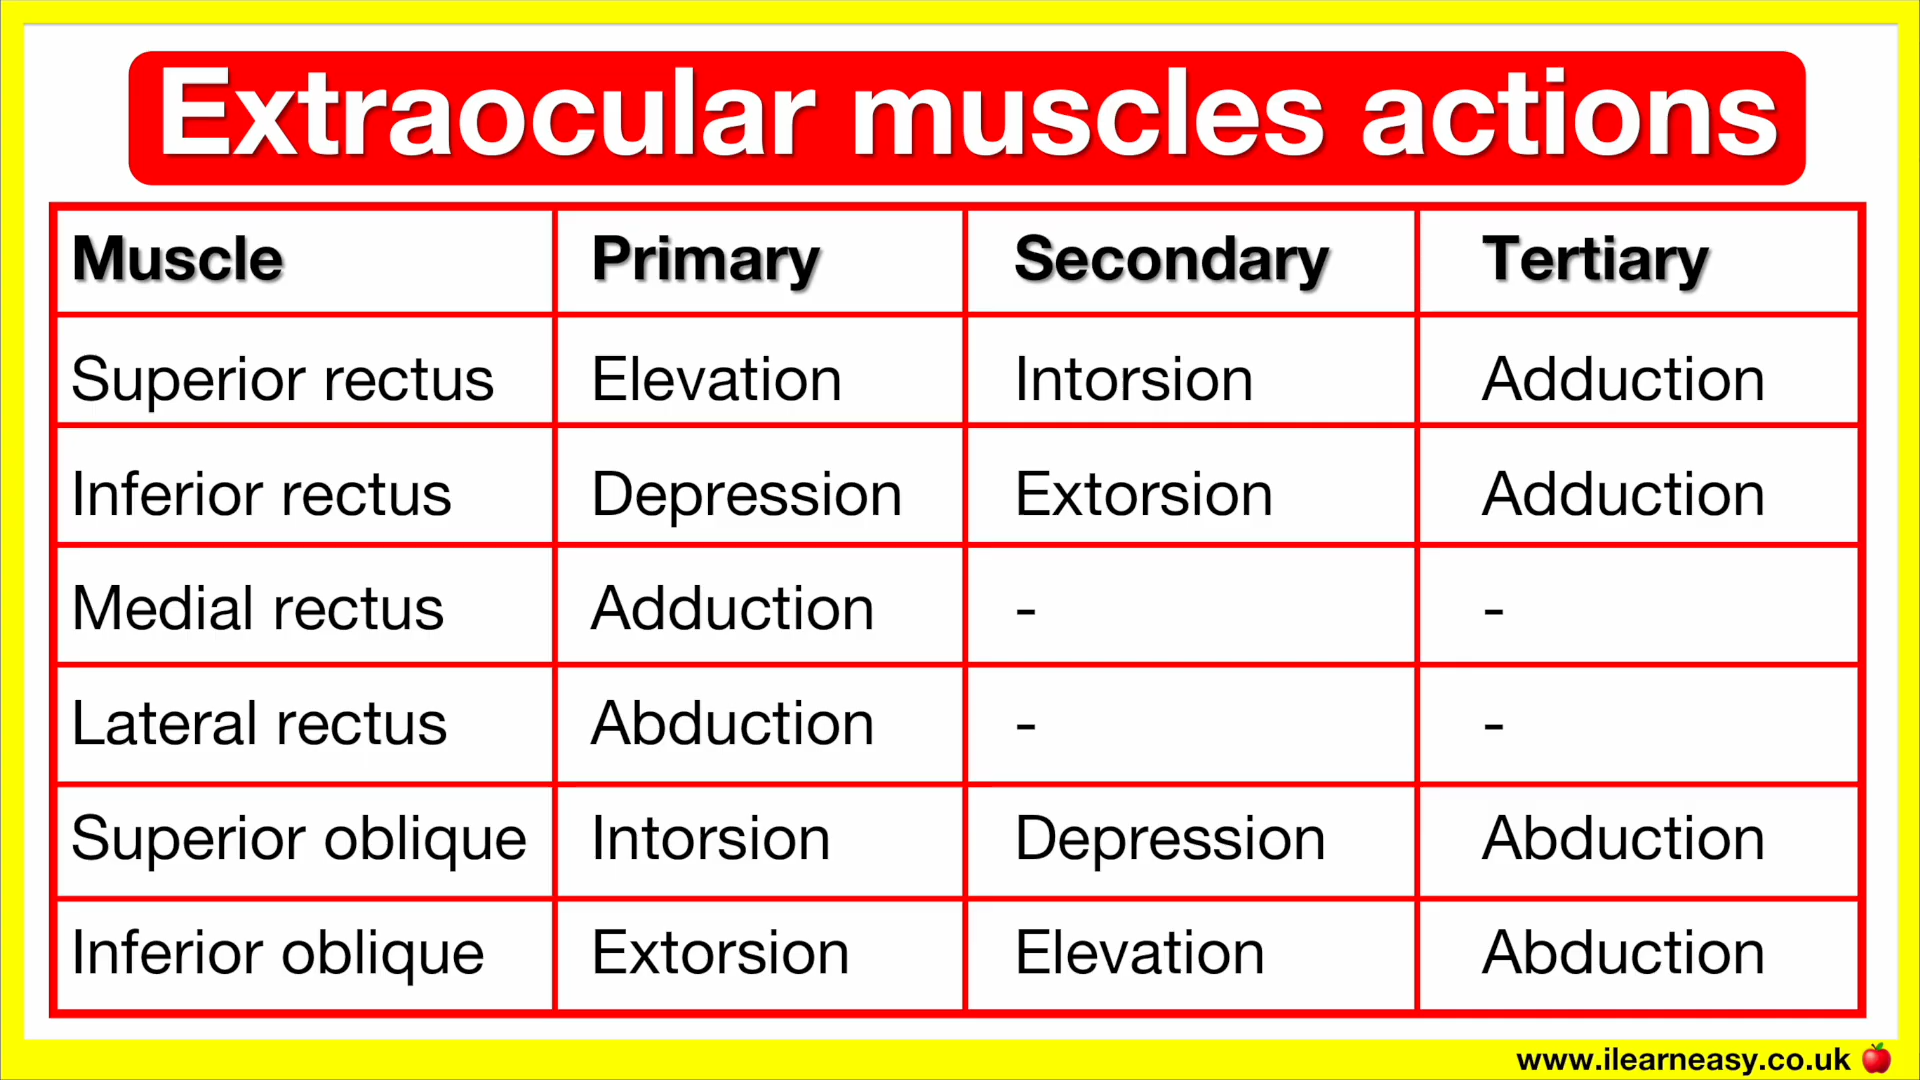 Extraocular muscles actions
Muscle Primary Secondary Tertiary
Superior rectus Elevation Intorsion Adduction
Inferior rectus Depression Extorsion Adduction
Medial rectus Adduction - -
Lateral rectus Abduction - -
Superior oblique Intorsion Depression Abduction
Inferior oblique Extorsion Elevation Abduction
www.ilearneasy.co.uk